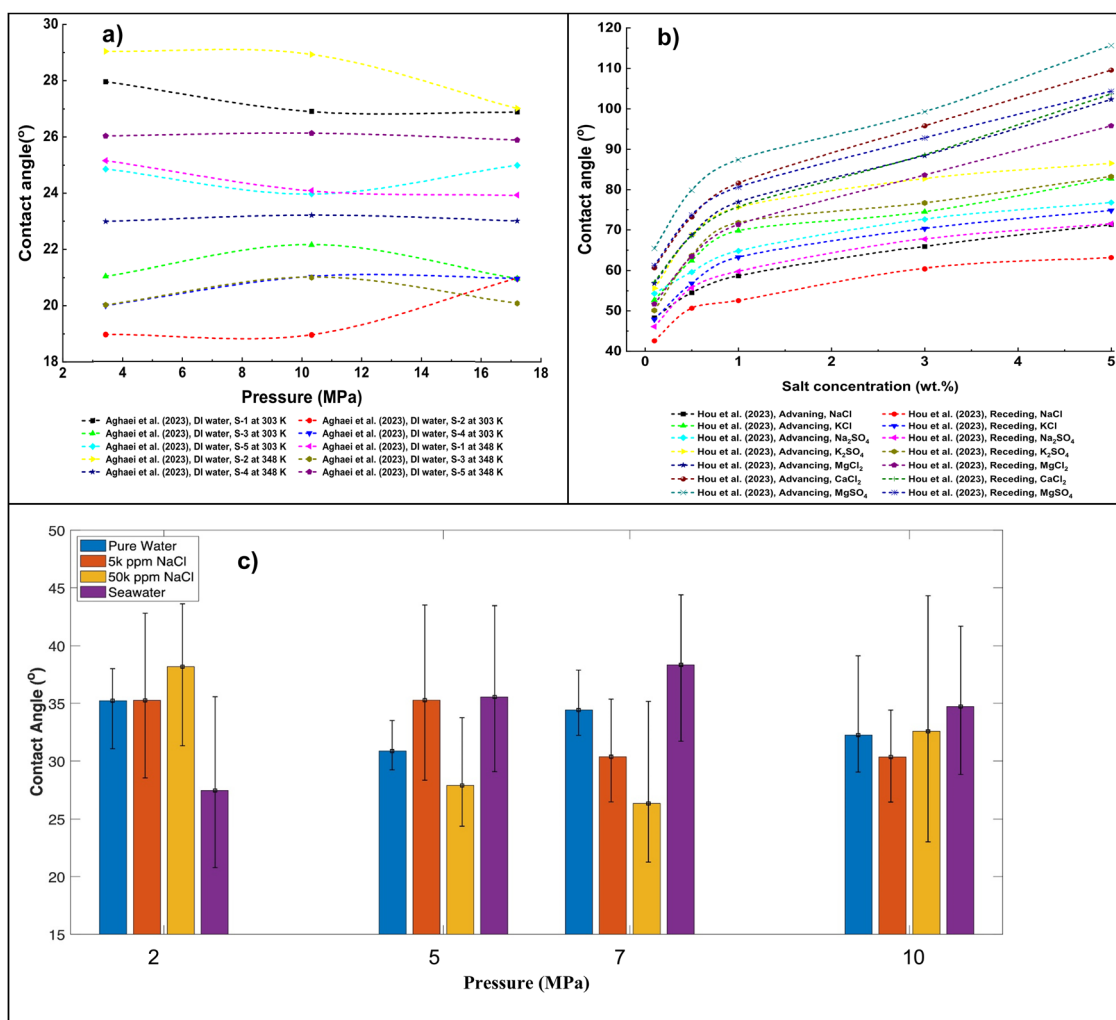 a)
30
28
26
24
22
20
18
Contact angle(º)
2 4 6 8 10 12 14 16 18
Pressure (MPa)
Aghaei et al. (2023), DI water, S-1 at 303 K Aghaei et al. (2023), DI water, S-2 at 303 K
Aghaei et al. (2023), DI water, S-3 at 303 K Aghaei et al. (2023), DI water, S-4 at 303 K
Aghaei et al. (2023), DI water, S-5 at 303 K Aghaei et al. (2023), DI water, S-1 at 348 K
Aghaei et al. (2023), DI water, S-2 at 348 K Aghaei et al. (2023), DI water, S-3 at 348 K
Aghaei et al. (2023), DI water, S-4 at 348 K Aghaei et al. (2023), DI water, S-5 at 348 K
b)
120
110
100
90
80
70
60
50
40
Contact angle (º)
0 1 2 3 4 5
Salt concentration (wt.%)
Hou et al. (2023), Advaning, NaCl Hou et al. (2023), Receding, NaCl
Hou et al. (2023), Advancing, KCl Hou et al. (2023), Receding, KCl
Hou et al. (2023), Advancing, Na₂SO₄ Hou et al. (2023), Receding, Na₂SO₄
Hou et al. (2023), Advancing, K₂SO₄ Hou et al. (2023), Receding, K₂SO₄
Hou et al. (2023), Advancing, MgCl₂ Hou et al. (2023), Receding, MgCl₂
Hou et al. (2023), Advancing, CaCl₂ Hou et al. (2023), Receding, CaCl₂
Hou et al. (2023), Advancing, MgSO₄ Hou et al. (2023), Receding, MgSO₄
c)
Pure Water
5k ppm NaCl
50k ppm NaCl
Seawater
50
45
40
35
30
25
20
15
Contact Angle (º)
2 5 7 10
Pressure (MPa)